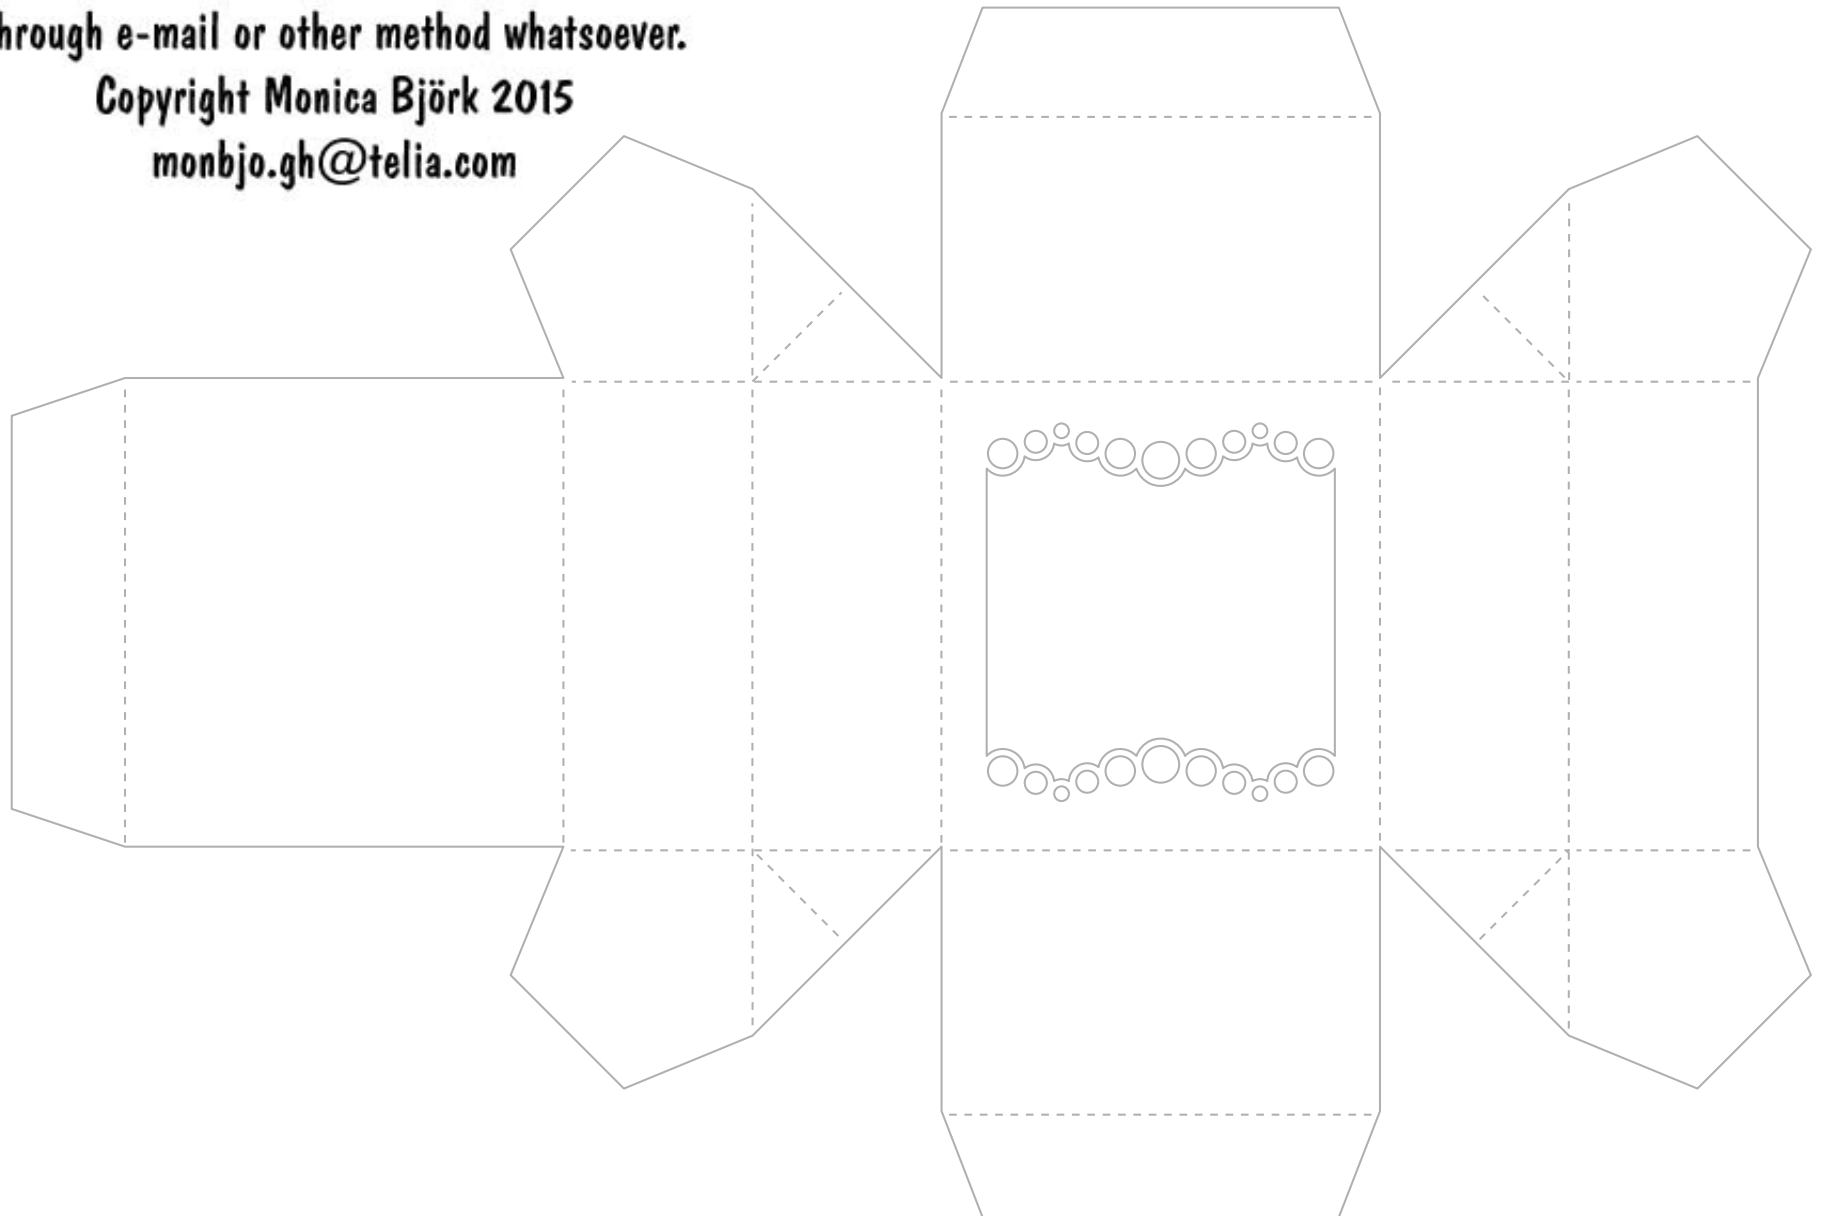 hrough e-mail or other method whatsoever.
Copyright Monica Björk 2015
monbjo.gh@telia.com